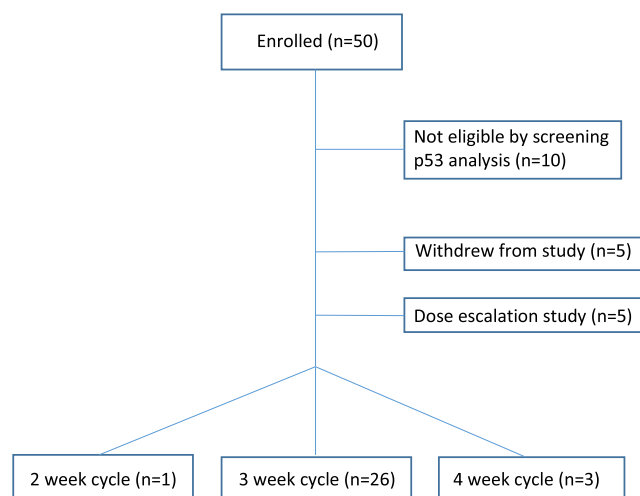 Enrolled (n=50)
Not eligible by screening
p53 analysis (n=10)
Withdrew from study (n=5)
Dose escalation study (n=5)
2 week cycle (n=1)
3 week cycle (n=26)
4 week cycle (n=3)